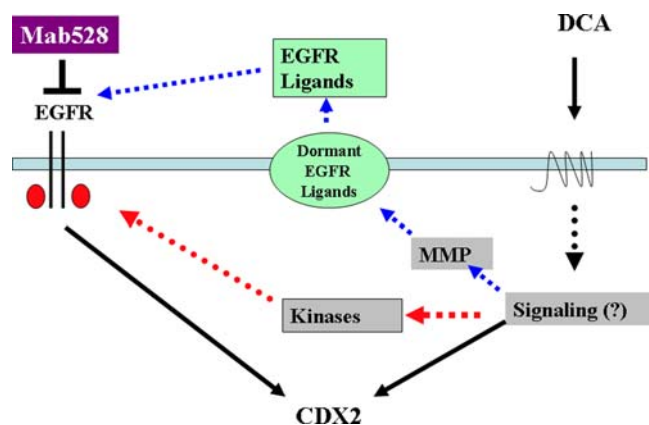 Mab528
EGFR
EGFR
Ligands
DCA
Dormant
EGFR
Ligands
MMP
Kinases
Signaling (?)
CDX2